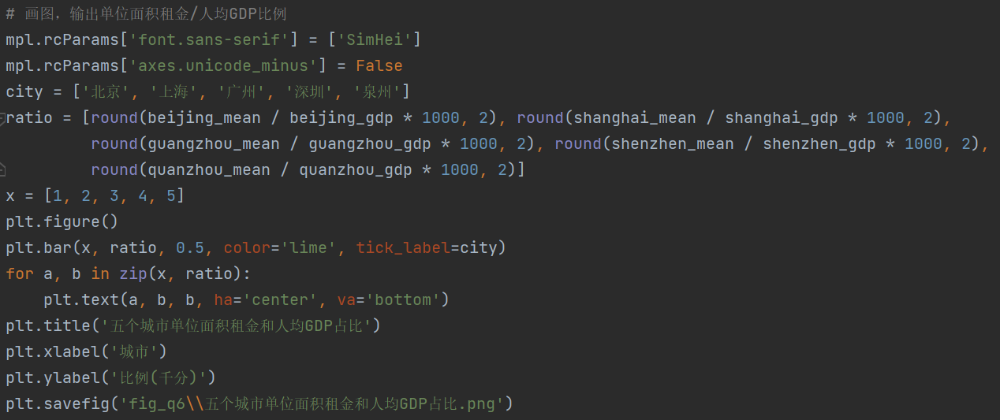 # 画图，输出单位面积租金/人均GDP比例
mpl.rcParams['font.sans-serif'] = ['SimHei']
mpl.rcParams['axes.unicode_minus'] = False
city = ['北京', '上海', '广州', '深圳', '泉州']
ratio = [round(beijing_mean / beijing_gdp * 1000, 2), round(shanghai_mean / shanghai_gdp * 1000, 2),
         round(guangzhou_mean / guangzhou_gdp * 1000, 2), round(shenzhen_mean / shenzhen_gdp * 1000, 2),
         round(quanzhou_mean / quanzhou_gdp * 1000, 2)]
x = [1, 2, 3, 4, 5]
plt.figure()
plt.bar(x, ratio, 0.5, color='lime', tick_label=city)
for a, b in zip(x, ratio):
    plt.text(a, b, b, ha='center', va='bottom')
plt.title('五个城市单位面积租金和人均GDP占比')
plt.xlabel('城市')
plt.ylabel('比例(千分)')
plt.savefig('fig_q6\\五个城市单位面积租金和人均GDP占比.png')